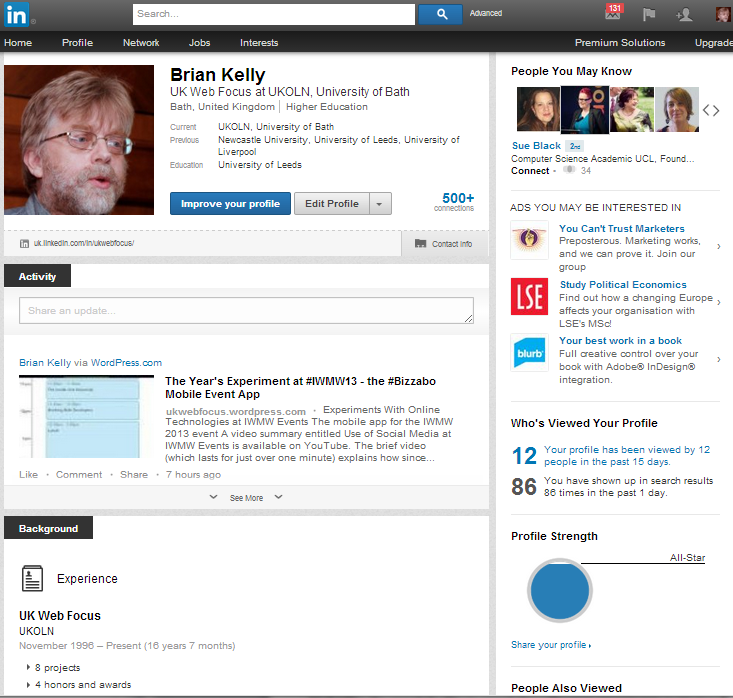 in
Search...
Advanced
131
Home Profile Network Jobs Interests Premium Solutions Upgrade
Brian Kelly
UK Web Focus at UKOLN, University of Bath
Bath, United Kingdom | Higher Education
Current UKOLN, University of Bath
Previous Newcastle University, University of Leeds, University of
Liverpool
Education University of Leeds
Improve your profile Edit Profile
500+
connections
uk.linkedin.com/in/ukwebfocus/
Contact Info
Activity
Share an update...
Brian Kelly via WordPress.com
The Year's Experiment at #IWMW13 - the #Bizzabo
Mobile Event App
ukwebfocus.wordpress.com · Experiments With Online
Technologies at IWMW Events The mobile app for the IWMW
2013 event A video summary entitled Use of Social Media at
IWMW Events is available on YouTube. The brief video
(which lasts for just over one minute) explains how since...
Like · Comment · Share · 7 hours ago
See More
Background
Experience
UK Web Focus
UKOLN
November 1996 – Present (16 years 7 months)
8 projects
4 honors and awards
People You May Know
Sue Black 2nd
Computer Science Academic UCL, Found...
Connect · 34
ADS YOU MAY BE INTERESTED IN
You Can't Trust Marketers
Preposterous. Marketing works,
and we can prove it. Join our
group
LSE
Study Political Economics
Find out how a changing Europe
affects your organisation with
LSE's MSc!
blurb
Your best work in a book
Full creative control over your
book with Adobe® InDesign®
integration.
Who's Viewed Your Profile
12 Your profile has been viewed by 12
people in the past 15 days.
86 You have shown up in search results
86 times in the past 1 day.
Profile Strength
All-Star
Share your profile
People Also Viewed